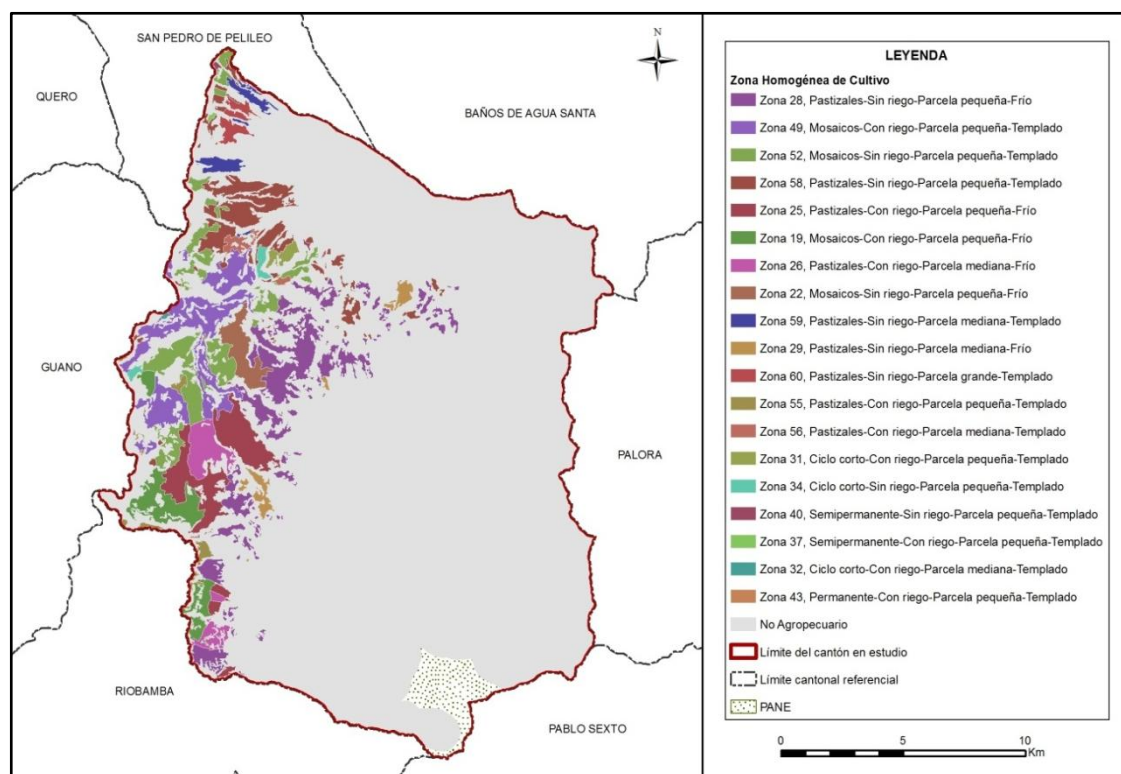 SAN PEDRO DE PELILEO
N
QUERO
BAÑOS DE AGUA SANTA
GUANO
PALORA
RIOBAMBA
PABLO SEXTO
LEYENDA
Zona Homogénea de Cultivo
Zona 28, Pastizales-Sin riego-Parcela pequeña-Frío
Zona 49, Mosaicos-Con riego-Parcela pequeña-Templado
Zona 52, Mosaicos-Sin riego-Parcela pequeña-Templado
Zona 58, Pastizales-Sin riego-Parcela pequeña-Templado
Zona 25, Pastizales-Con riego-Parcela pequeña-Frío
Zona 19, Mosaicos-Con riego-Parcela pequeña-Frío
Zona 26, Pastizales-Con riego-Parcela mediana-Frío
Zona 22, Mosaicos-Sin riego-Parcela pequeña-Frío
Zona 59, Pastizales-Sin riego-Parcela mediana-Templado
Zona 29, Pastizales-Sin riego-Parcela mediana-Frío
Zona 60, Pastizales-Sin riego-Parcela grande-Templado
Zona 55, Pastizales-Con riego-Parcela pequeña-Templado
Zona 56, Pastizales-Con riego-Parcela mediana-Templado
Zona 31, Ciclo corto-Con riego-Parcela pequeña-Templado
Zona 34, Ciclo corto-Sin riego-Parcela pequeña-Templado
Zona 40, Semipermanente-Sin riego-Parcela pequeña-Templado
Zona 37, Semipermanente-Con riego-Parcela pequeña-Templado
Zona 32, Ciclo corto-Con riego-Parcela mediana-Templado
Zona 43, Permanente-Con riego-Parcela pequeña-Templado
No Agropecuario
Límite del cantón en estudio
Límite cantonal referencial
PANE
0 5 10
Km